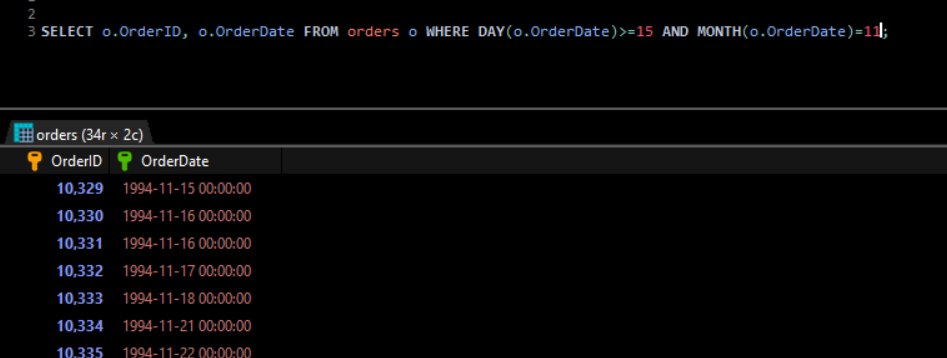 2
3 SELECT o.OrderID, o.OrderDate FROM orders o WHERE DAY(o.OrderDate)>=15 AND MONTH(o.OrderDate)=11;
orders (34r × 2c)
OrderID OrderDate
10,329 1994-11-15 00:00:00
10,330 1994-11-16 00:00:00
10,331 1994-11-16 00:00:00
10,332 1994-11-17 00:00:00
10,333 1994-11-18 00:00:00
10,334 1994-11-21 00:00:00
10,335 1994-11-22 00:00:00